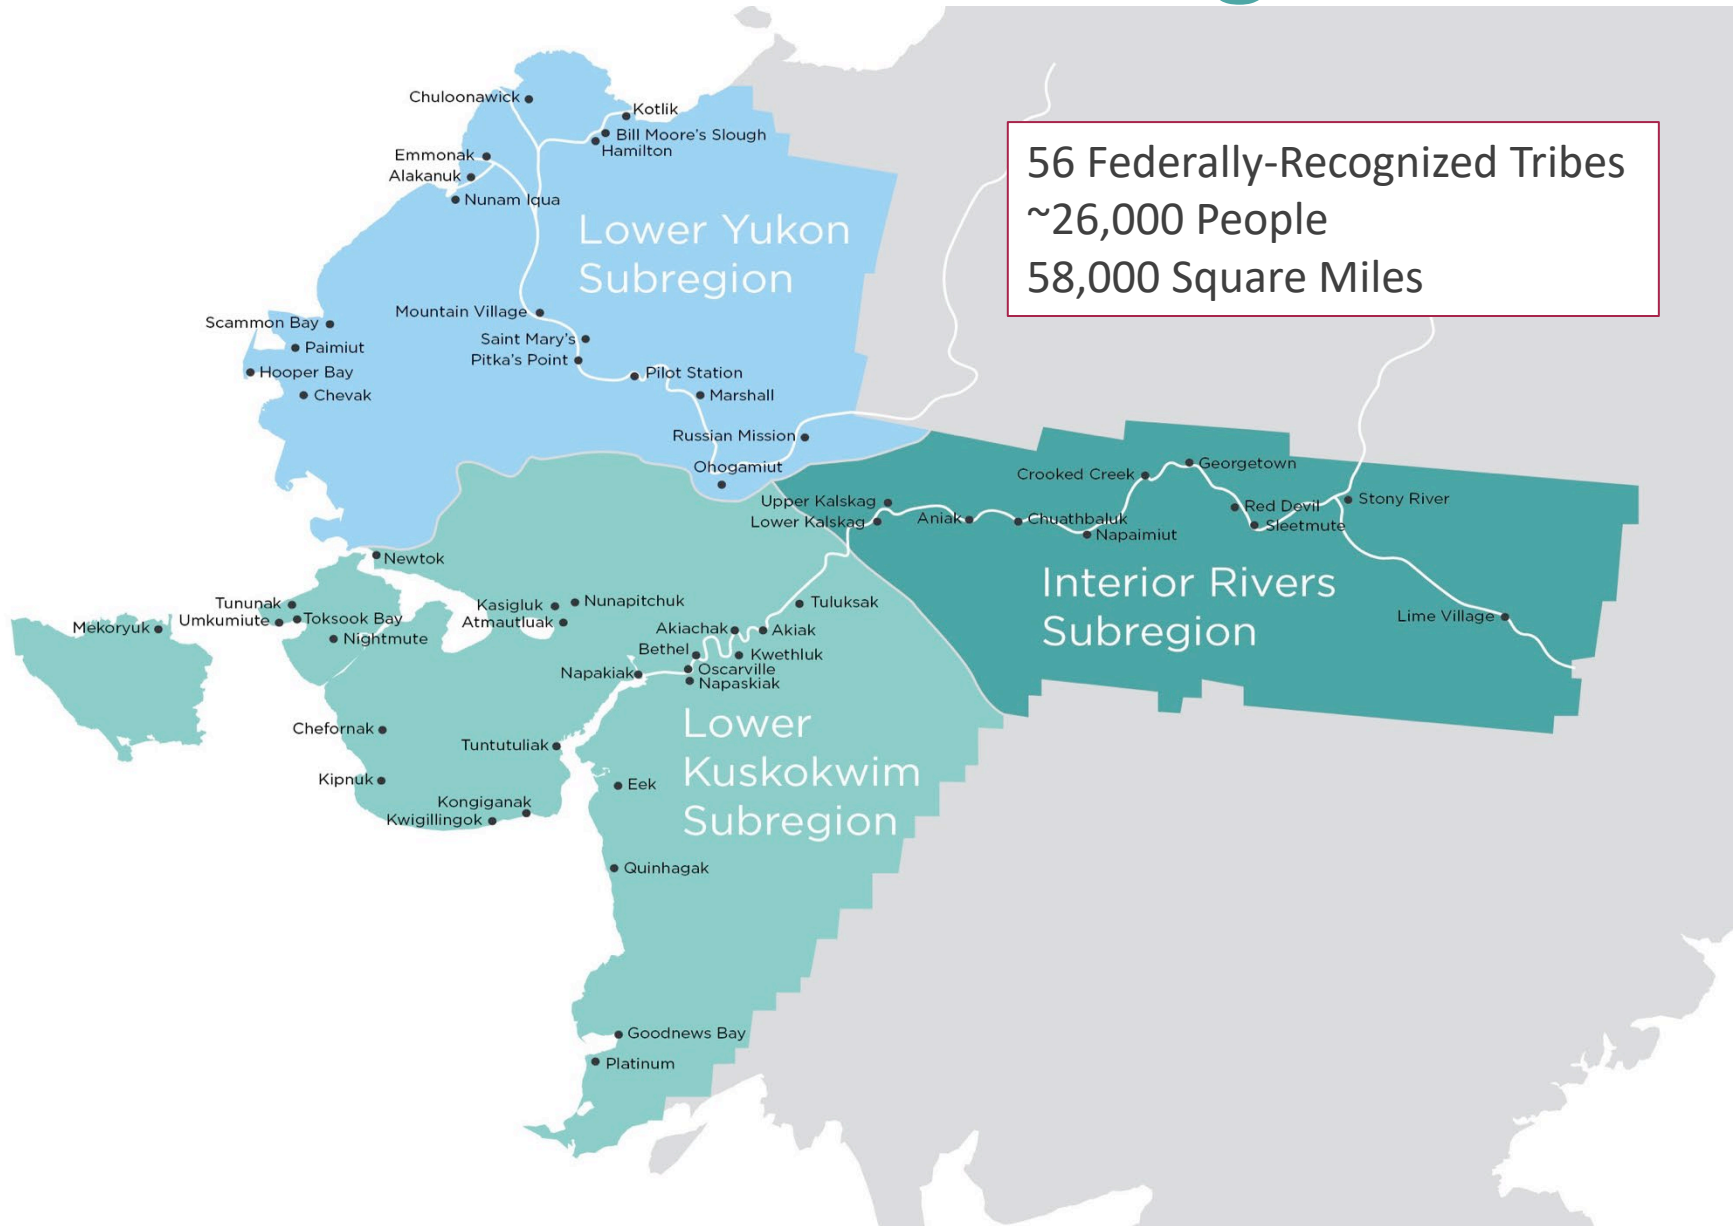 56 Federally-Recognized Tribes
~26,000 People
58,000 Square Miles
Chuloonawick
Kotlik
Bill Moore's Slough
Hamilton
Emmonak
Alakanuk
Nunam Iqua
Lower Yukon
Subregion
Mountain Village
Scammon Bay
Saint Mary's
Paimiut
Pitka's Point
Hooper Bay
Pilot Station
Chevak
Marshall
Russian Mission
Ohogamiut
Georgetown
Crooked Creek
Upper Kalskag
Stony River
Red Devil
Lower Kalskag
Aniak
Chuathbaluk
Sleetmute
Napaimiut
Interior Rivers
Subregion
Lime Village
Newtok
Tununak
Kasigluk
Nunapitchuk
Tuluksak
Umkumiute
Toksook Bay
Atmautluak
Mekoryuk
Nightmute
Akiachak
Akiak
Bethel
Kwethluk
Oscarville
Napakiak
Napaskiak
Lower
Kuskokwim
Subregion
Chefornak
Tuntutuliak
Kipnuk
Eek
Kongiganak
Kwigillingok
Quinhagak
Goodnews Bay
Platinum